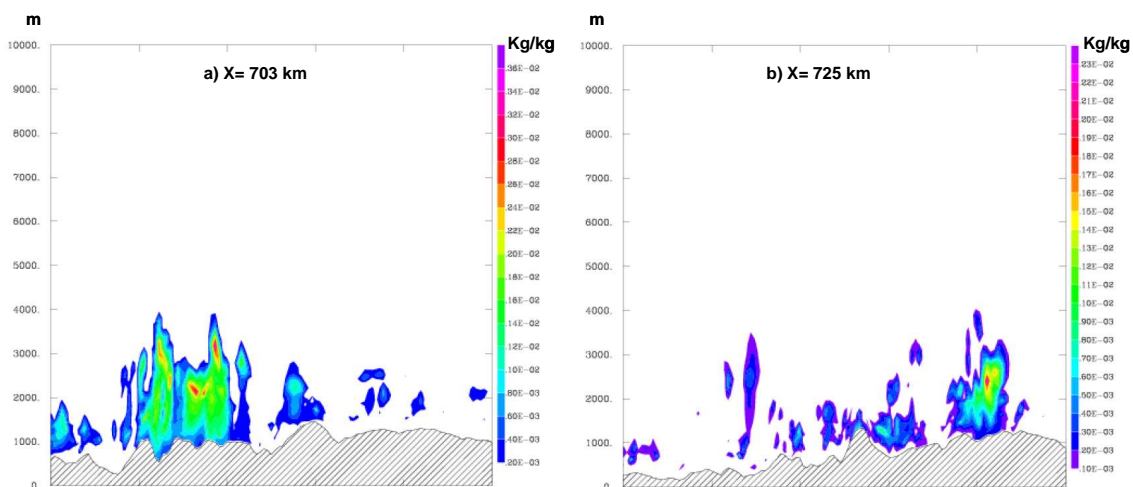 m
10000.
9000.
8000.
7000.
6000.
5000.
4000.
3000.
2000.
1000.
0.
a) X= 703 km
Kg/kg
.36E-02
.34E-02
.32E-02
.30E-02
.28E-02
.26E-02
.24E-02
.22E-02
.20E-02
.18E-02
.16E-02
.14E-02
.12E-02
.10E-02
.80E-03
.60E-03
.40E-03
.20E-03
m
10000.
9000.
8000.
7000.
6000.
5000.
4000.
3000.
2000.
1000.
0.
b) X= 725 km
Kg/kg
.23E-02
.22E-02
.21E-02
.20E-02
.19E-02
.18E-02
.17E-02
.16E-02
.15E-02
.14E-02
.13E-02
.12E-02
.11E-02
.10E-02
.90E-03
.80E-03
.70E-03
.60E-03
.50E-03
.40E-03
.30E-03
.20E-03
.10E-03